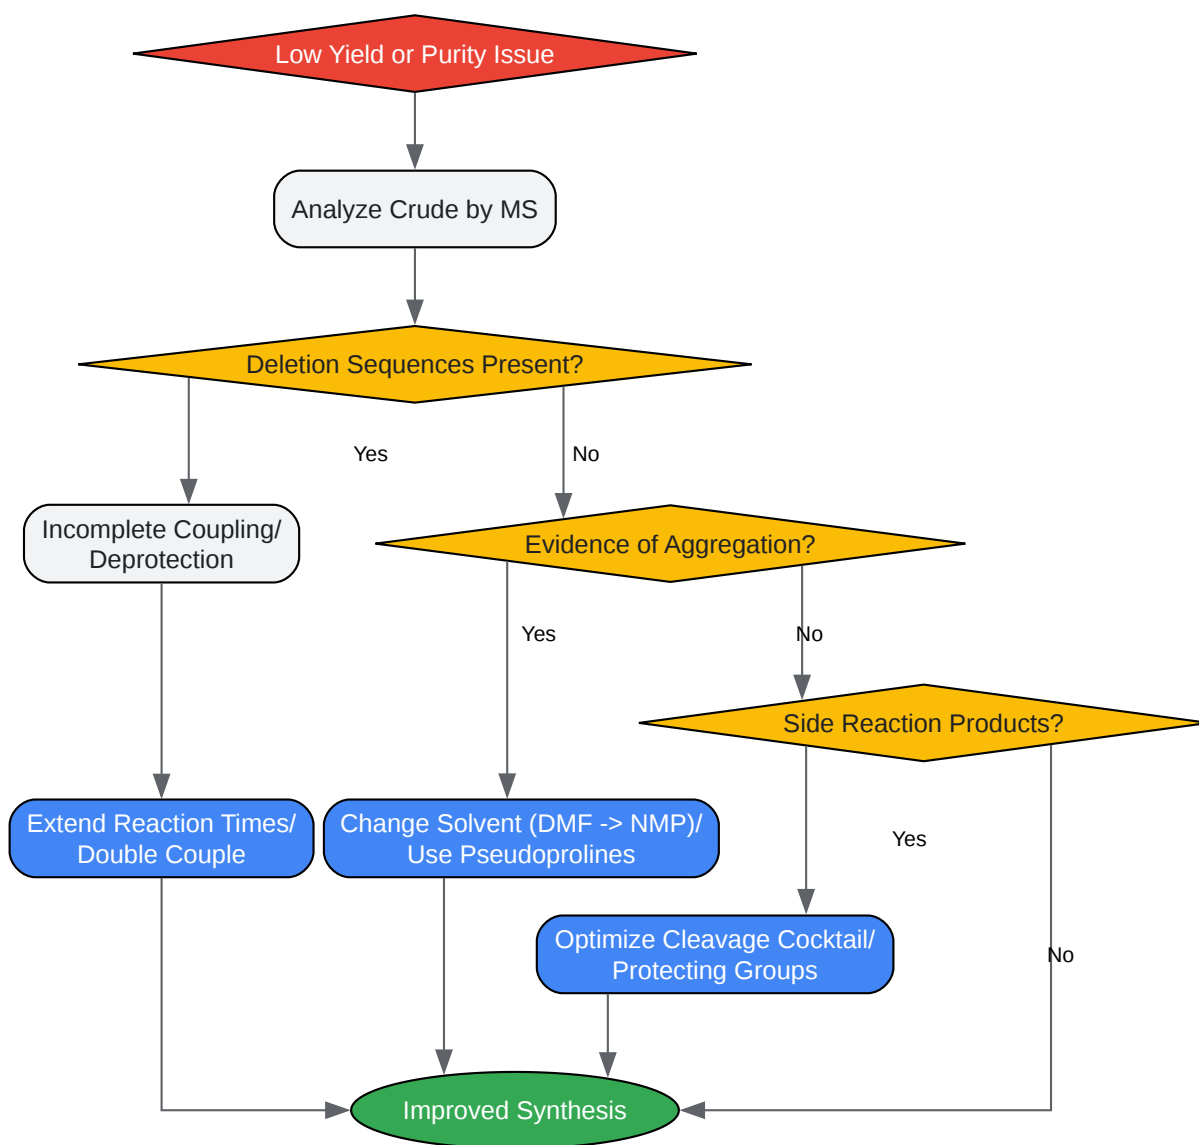 Low Yield or Purity Issue
Analyze Crude by MS
Deletion Sequences Present?
Yes
No
Incomplete Coupling/
Deprotection
Evidence of Aggregation?
Yes
No
Side Reaction Products?
Extend Reaction Times/
Double Couple
Change Solvent (DMF -> NMP)/
Use Pseudoprolines
Yes
Optimize Cleavage Cocktail/
Protecting Groups
No
Improved Synthesis